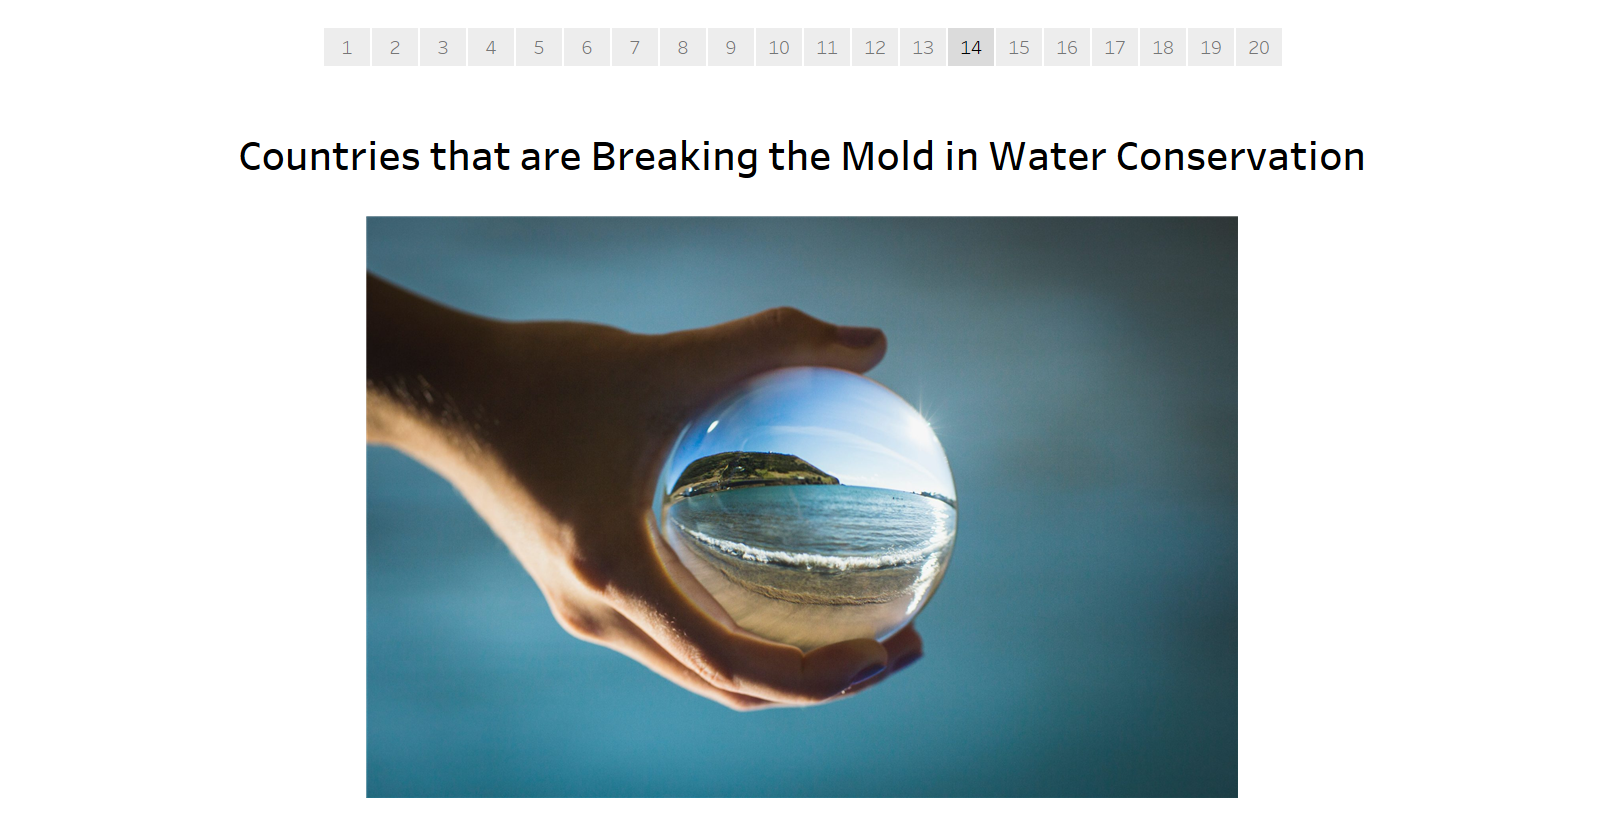 1 2 3 4 5 6 7 8 9 10 11 12 13 14 15 16 17 18 19 20
Countries that are Breaking the Mold in Water Conservation